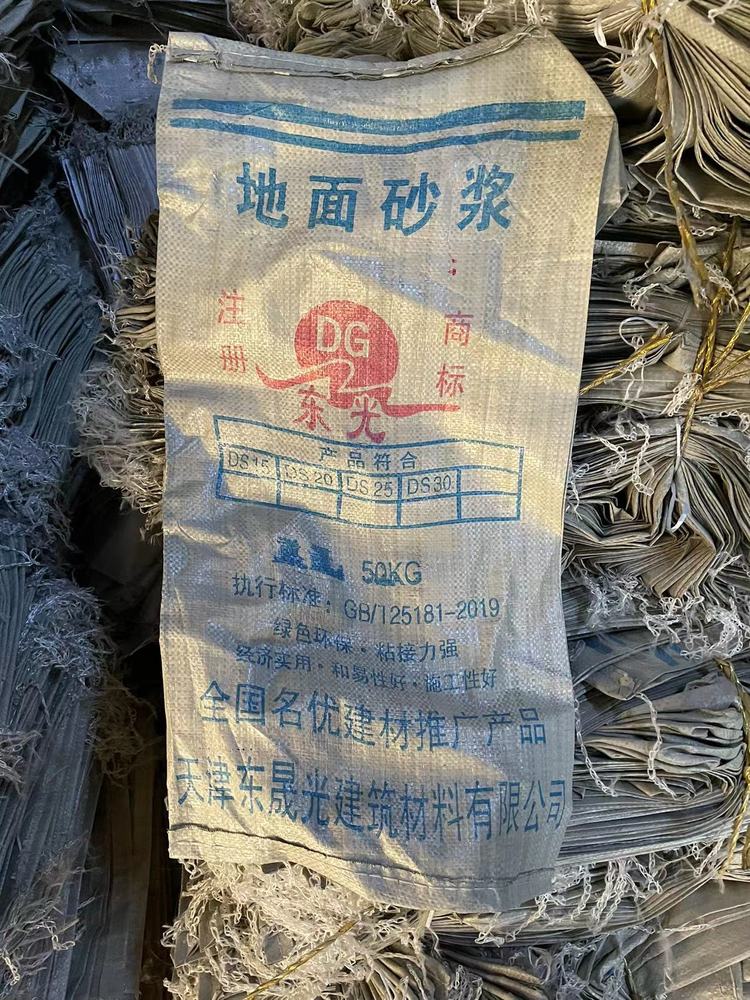 地面砂浆
注册
商标
DG
东光
产品符合
DS15 DS20 DS25 DS30
50KG
执行标准：GB/T25181-2019
绿色环保·粘接力强
经济实用·和易性好·施工性好
全国名优建材推广产品
天津东晟光建筑材料有限公司